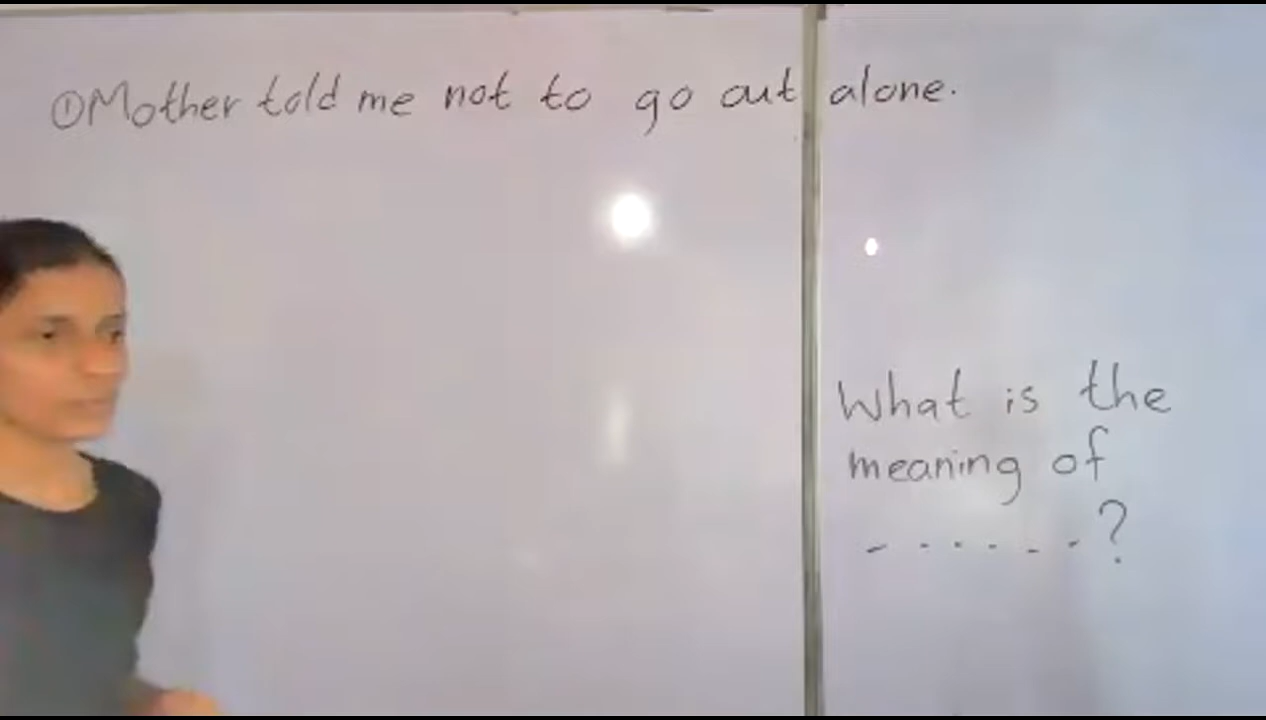 ①Mother told me not to go out alone.
What is the
meaning of
. . . . . . ?